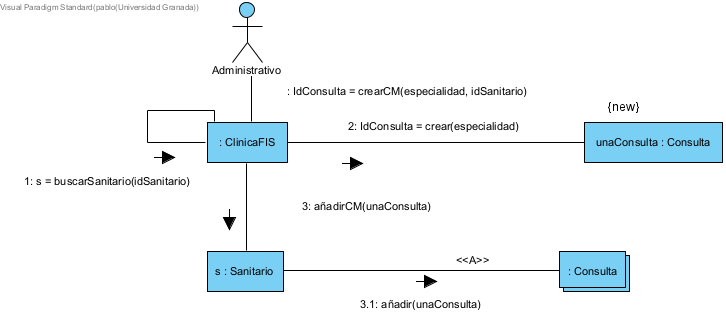 Visual Paradigm Standard(pablo(Universidad Granada))
Administrativo
: IdConsulta = crearCM(especialidad, idSanitario)
{new}
2: IdConsulta = crear(especialidad)
: ClinicaFIS
unaConsulta : Consulta
1: s = buscarSanitario(idSanitario)
3: añadirCM(unaConsulta)
<<A>>
s : Sanitario
: Consulta
3.1: añadir(unaConsulta)